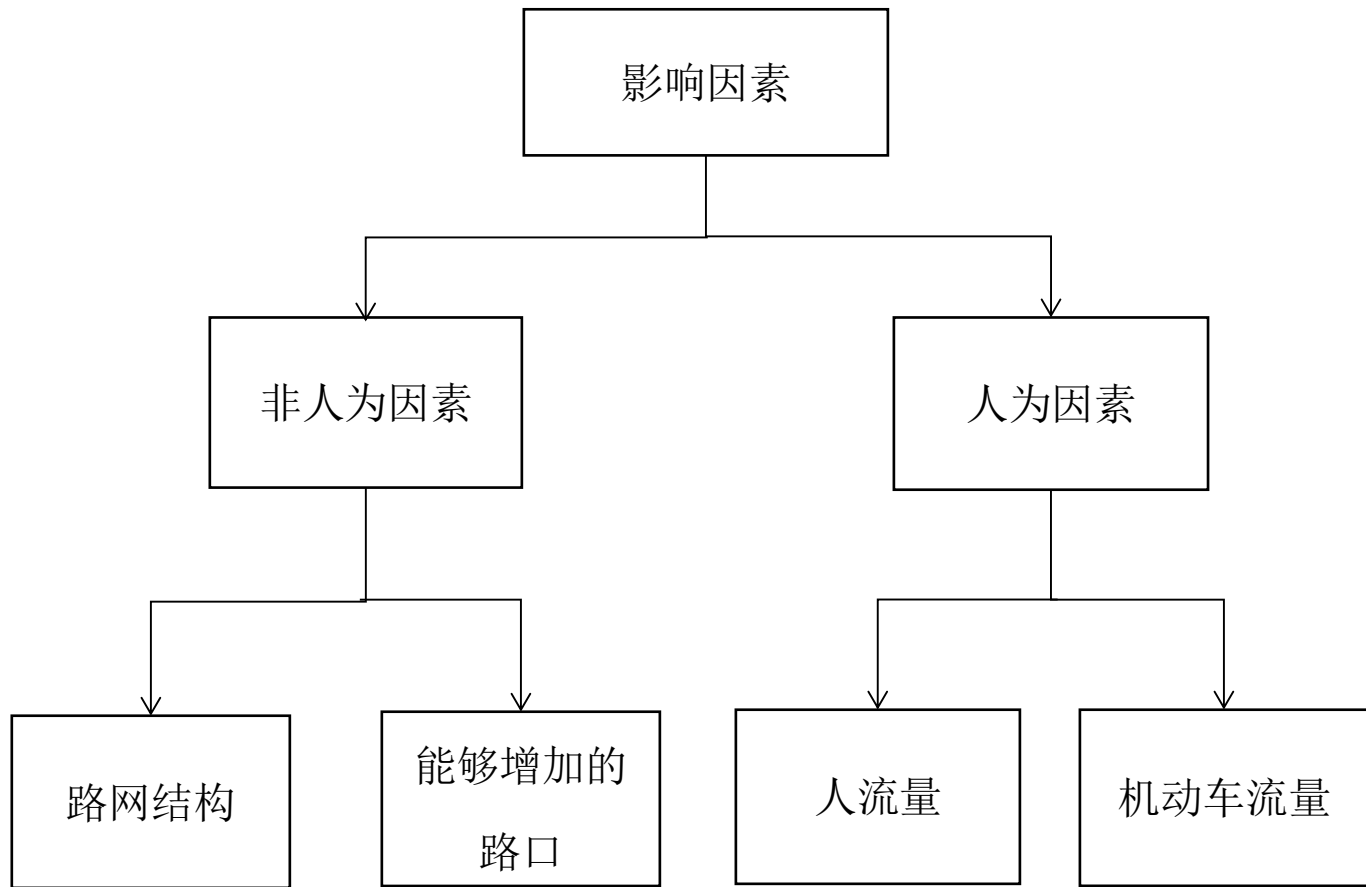 影响因素
非人为因素
人为因素
路网结构
能够增加的
路口
人流量
机动车流量